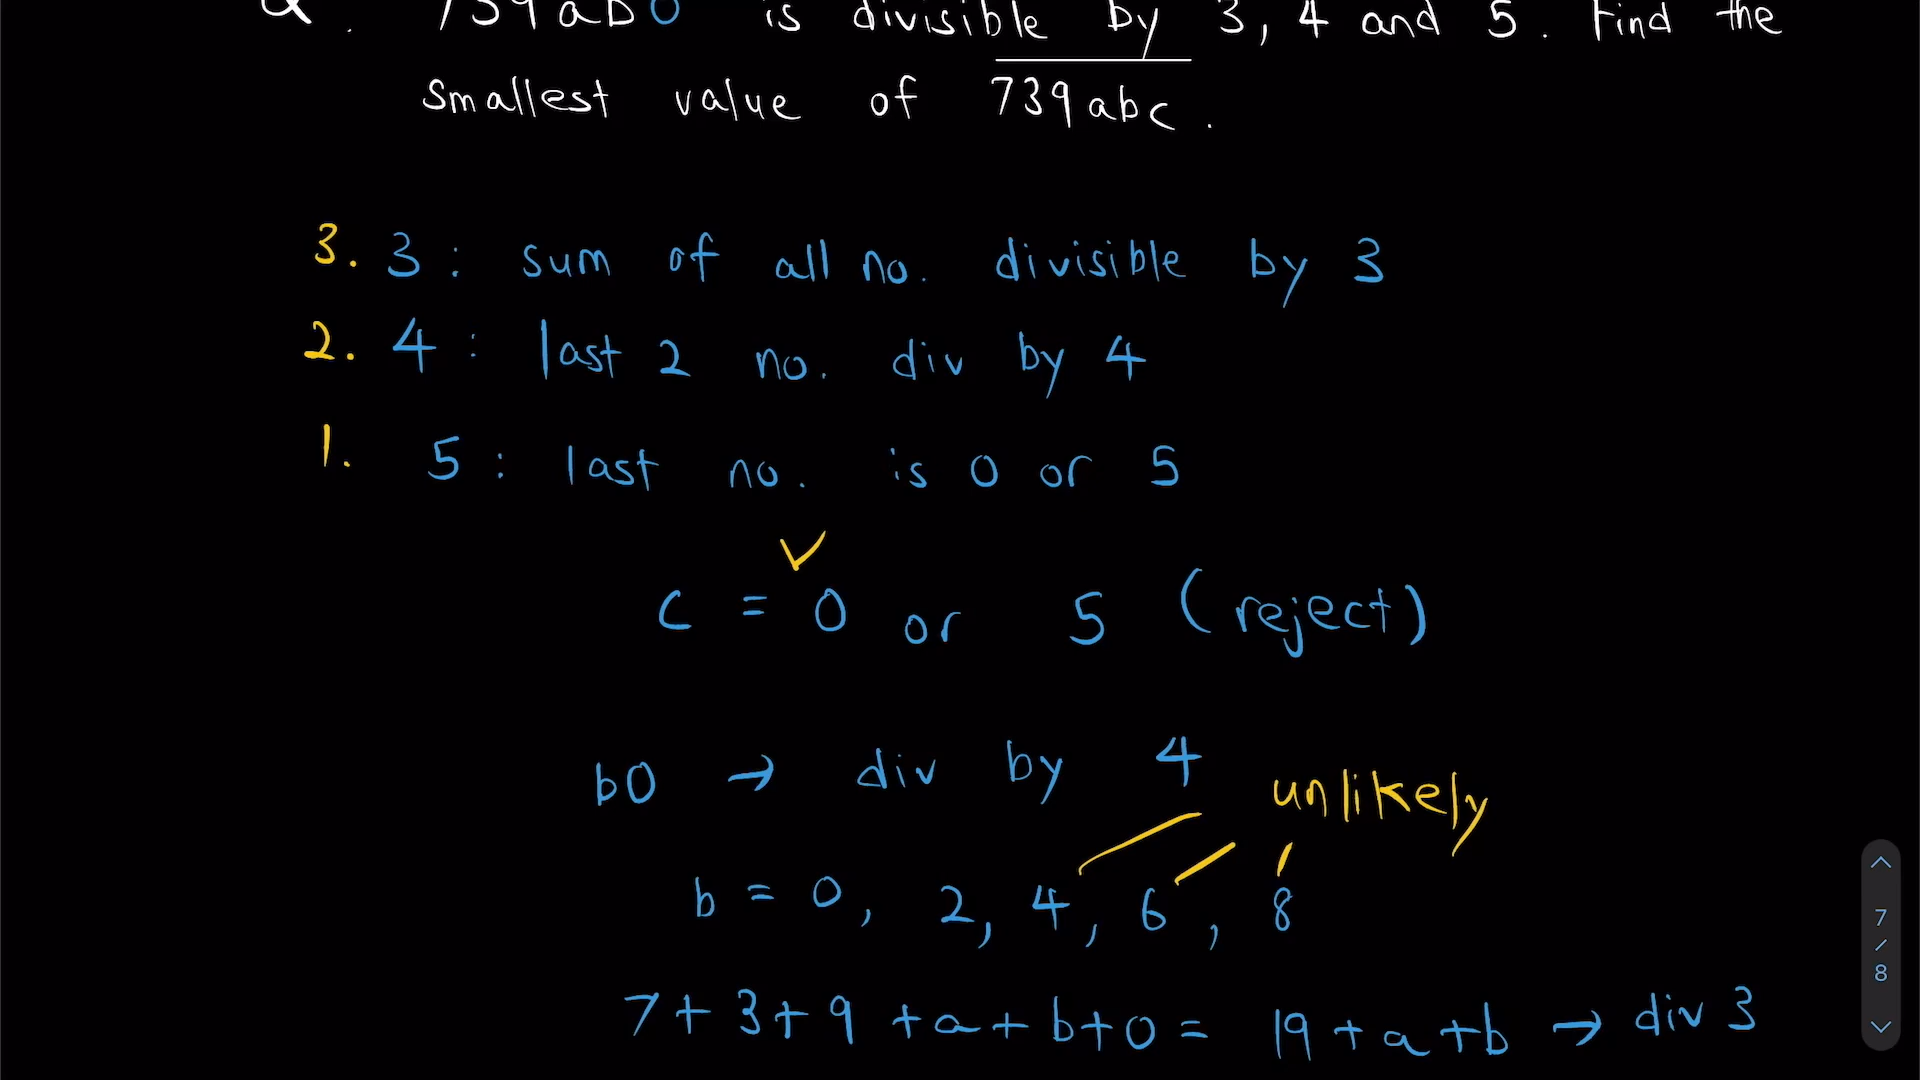 Q. 739ab0 is divisible by 3, 4 and 5. Find the
smallest value of 739abc.
3. 3 : sum of all no. divisible by 3
2. 4 : last 2 no. div by 4
1. 5 : last no. is 0 or 5
c = 0 or 5 (reject)
b0 → div by 4
unlikely
b = 0, 2, 4, 6, 8
7 + 3 + 9 + a + b + 0 = 19 + a + b → div 3
7
/
8